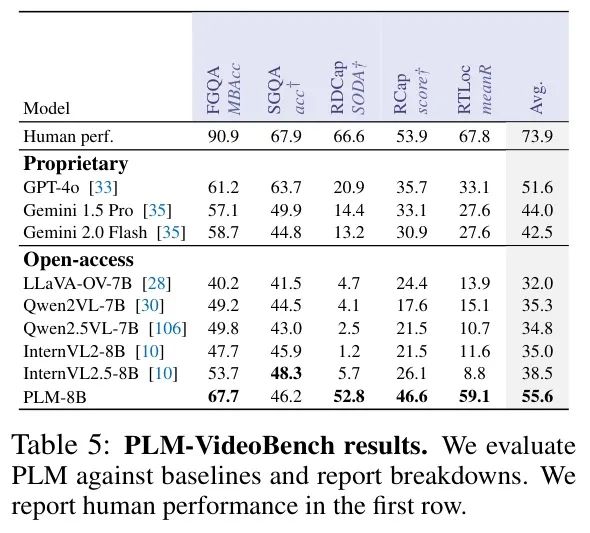 Model FGQA MBAcc SGQA acc† RDCap SODA† RCap score† RTLoc meanR Avg.
Human perf. 90.9 67.9 66.6 53.9 67.8 73.9
Proprietary
GPT-4o [33] 61.2 63.7 20.9 35.7 33.1 51.6
Gemini 1.5 Pro [35] 57.1 49.9 14.4 33.1 27.6 44.0
Gemini 2.0 Flash [35] 58.7 44.8 13.2 30.9 27.6 42.5
Open-access
LLaVA-OV-7B [28] 40.2 41.5 4.7 24.4 13.9 32.0
Qwen2VL-7B [30] 49.2 44.5 4.1 17.6 15.1 35.3
Qwen2.5VL-7B [106] 49.8 43.0 2.5 21.5 10.7 34.8
InternVL2-8B [10] 47.7 45.9 1.2 21.5 11.6 35.0
InternVL2.5-8B [10] 53.7 48.3 5.7 26.1 8.8 38.5
PLM-8B 67.7 46.2 52.8 46.6 59.1 55.6
Table 5: PLM-VideoBench results. We evaluate
PLM against baselines and report breakdowns. We
report human performance in the first row.